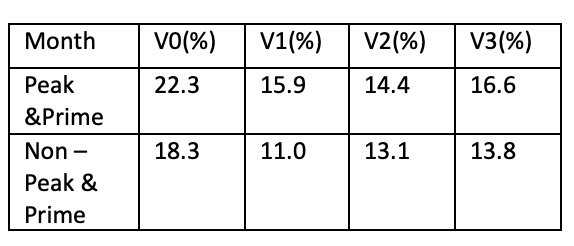 Month V0(%) V1(%) V2(%) V3(%)
Peak 22.3 15.9 14.4 16.6
&Prime
Non – 18.3 11.0 13.1 13.8
Peak &
Prime